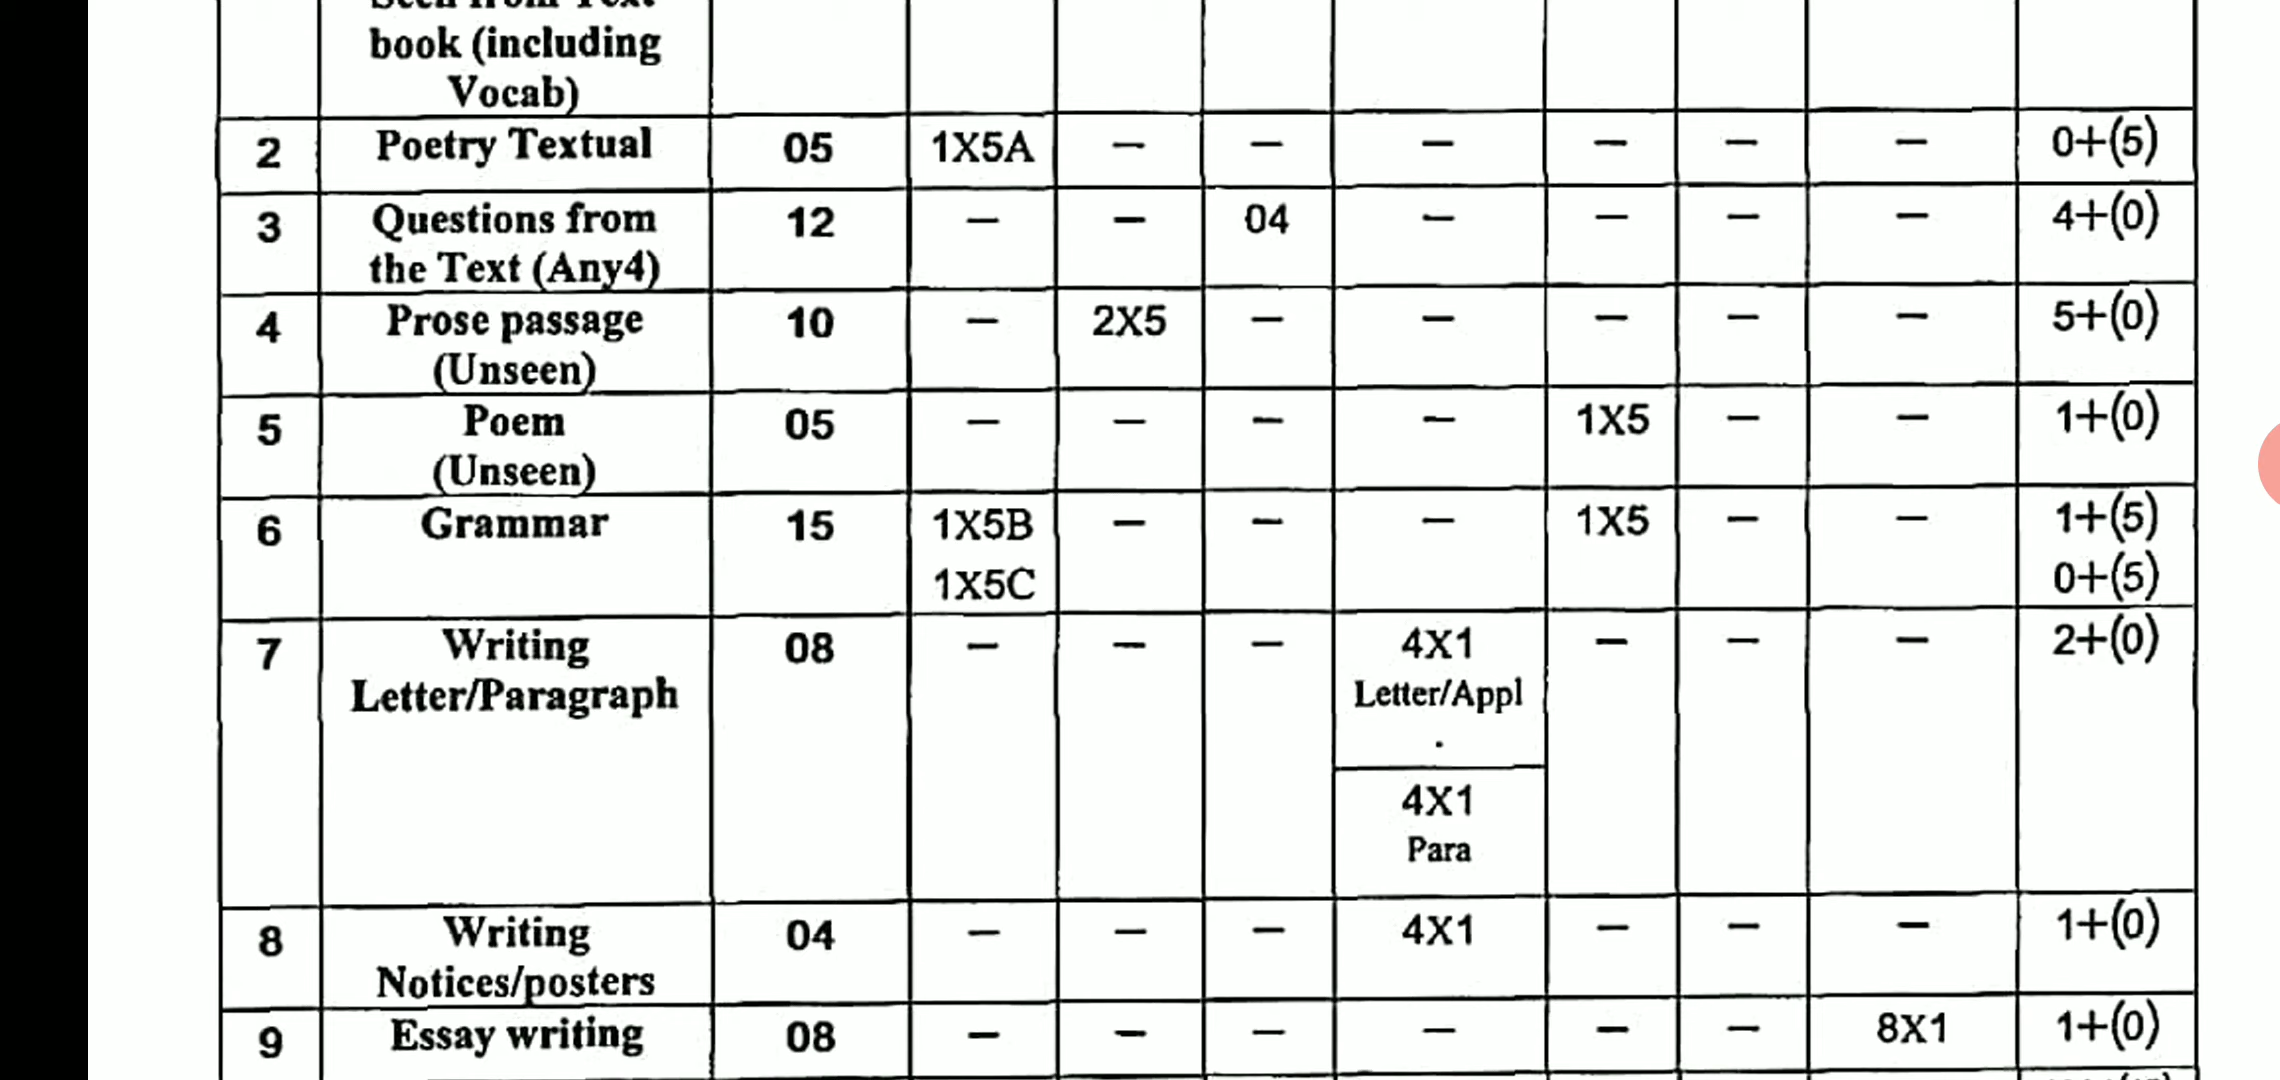 Seen from Text
book (including
Vocab)
2 Poetry Textual 05 1X5A – – – – – – 0+(5)
3 Questions from 12 – – 04 – – – – 4+(0)
the Text (Any4)
4 Prose passage 10 – 2X5 – – – – – 5+(0)
(Unseen)
5 Poem 05 – – – – 1X5 – – 1+(0)
(Unseen)
6 Grammar 15 1X5B – – – 1X5 – – 1+(5)
1X5C 0+(5)
7 Writing 08 – – – 4X1 – – – 2+(0)
Letter/Paragraph Letter/Appl
.
4X1
Para
8 Writing 04 – – – 4X1 – – – 1+(0)
Notices/posters
9 Essay writing 08 – – – – – – 8X1 1+(0)